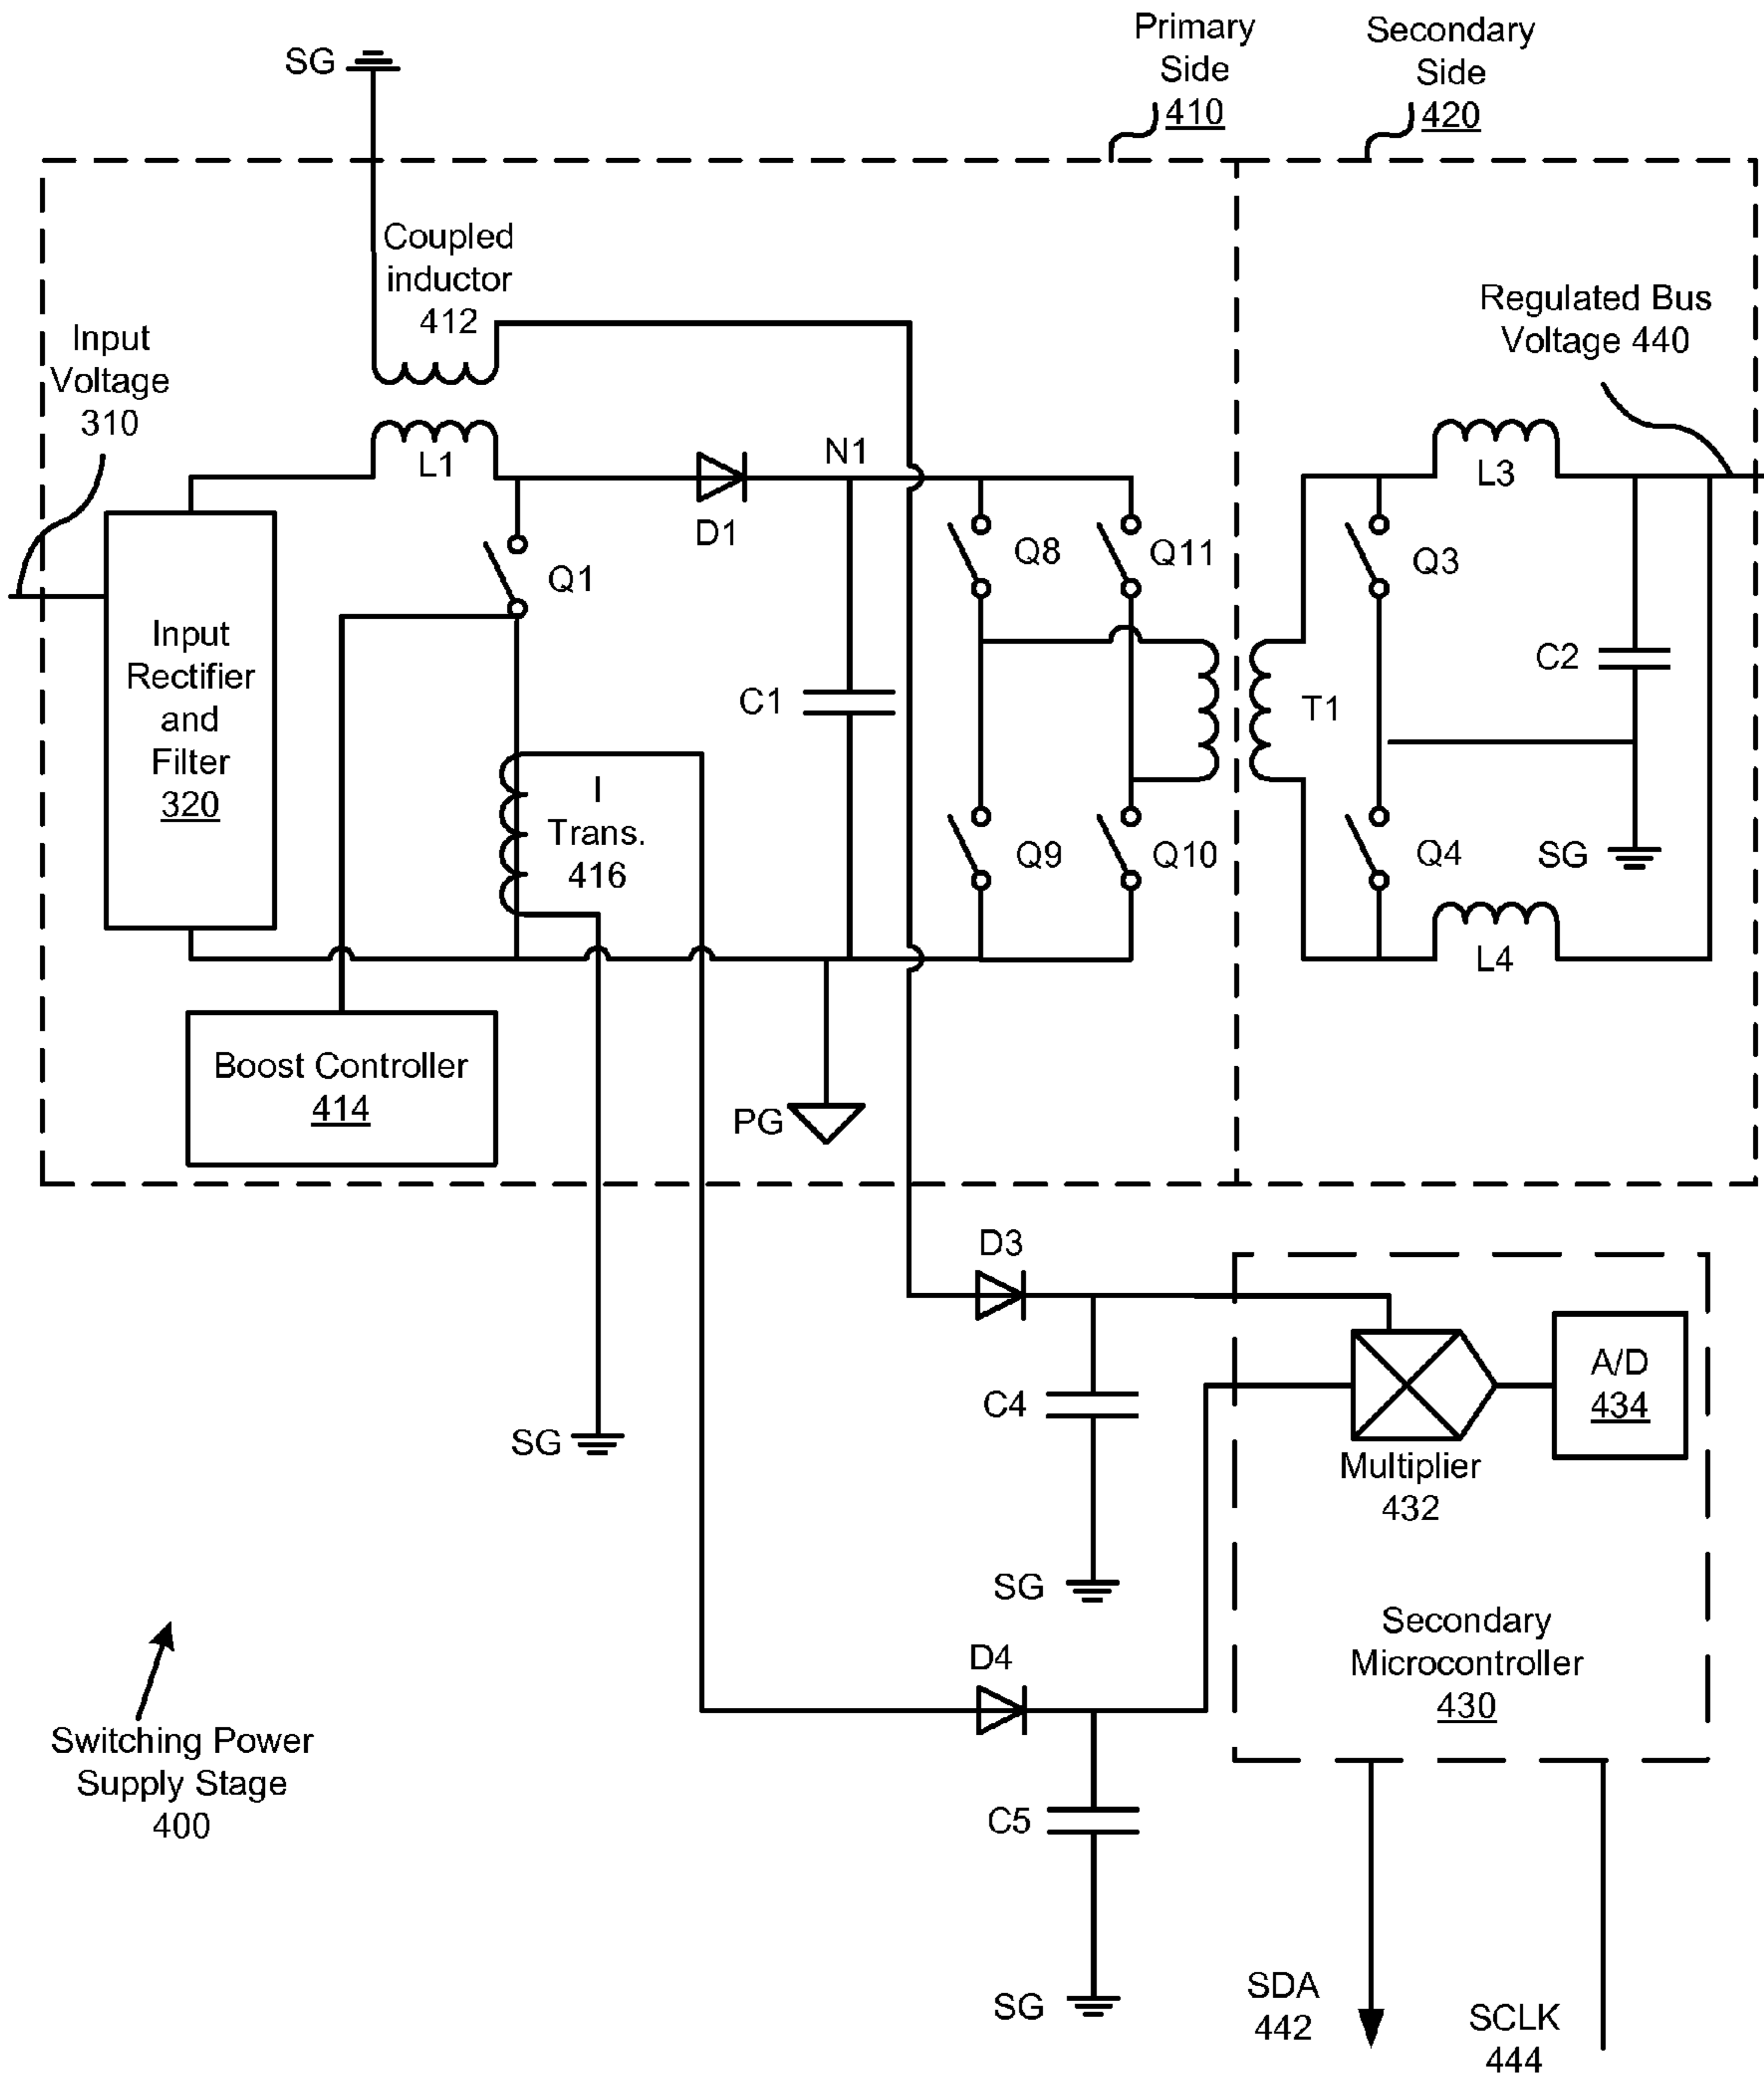 Primary
Side
410
Secondary
Side
420
SG
Coupled
inductor
412
Input
Voltage
310
Regulated Bus
Voltage 440
L1
N1
D1
L3
Q1
Q8
Q11
Q3
Input
Rectifier
and
Filter
320
C1
T1
C2
I
Trans.
416
Q9
Q10
Q4
SG
L4
Boost Controller
414
PG
D3
A/D
434
C4
SG
Multiplier
432
SG
Secondary
Microcontroller
430
D4
Switching Power
Supply Stage
400
C5
SG
SDA
442
SCLK
444